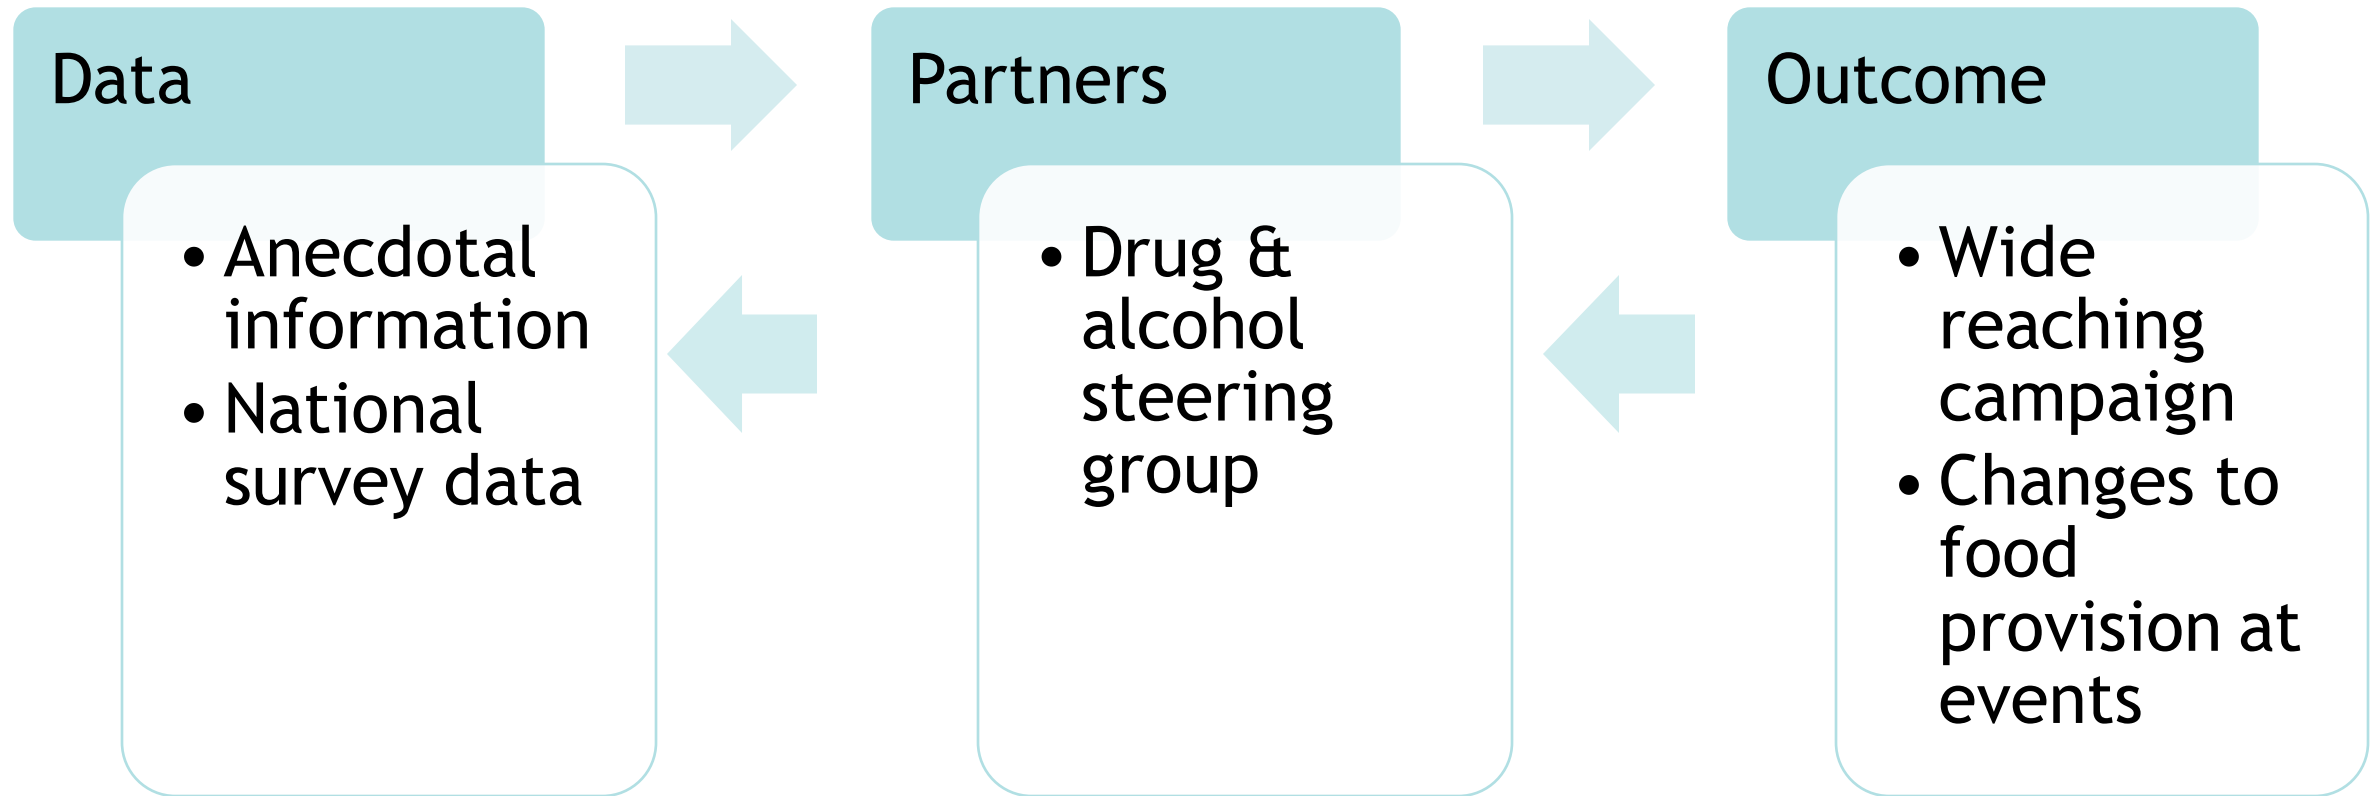 Data
• Anecdotal
information
• National
survey data
Partners
• Drug &
alcohol
steering
group
Outcome
• Wide
reaching
campaign
• Changes to
food
provision at
events